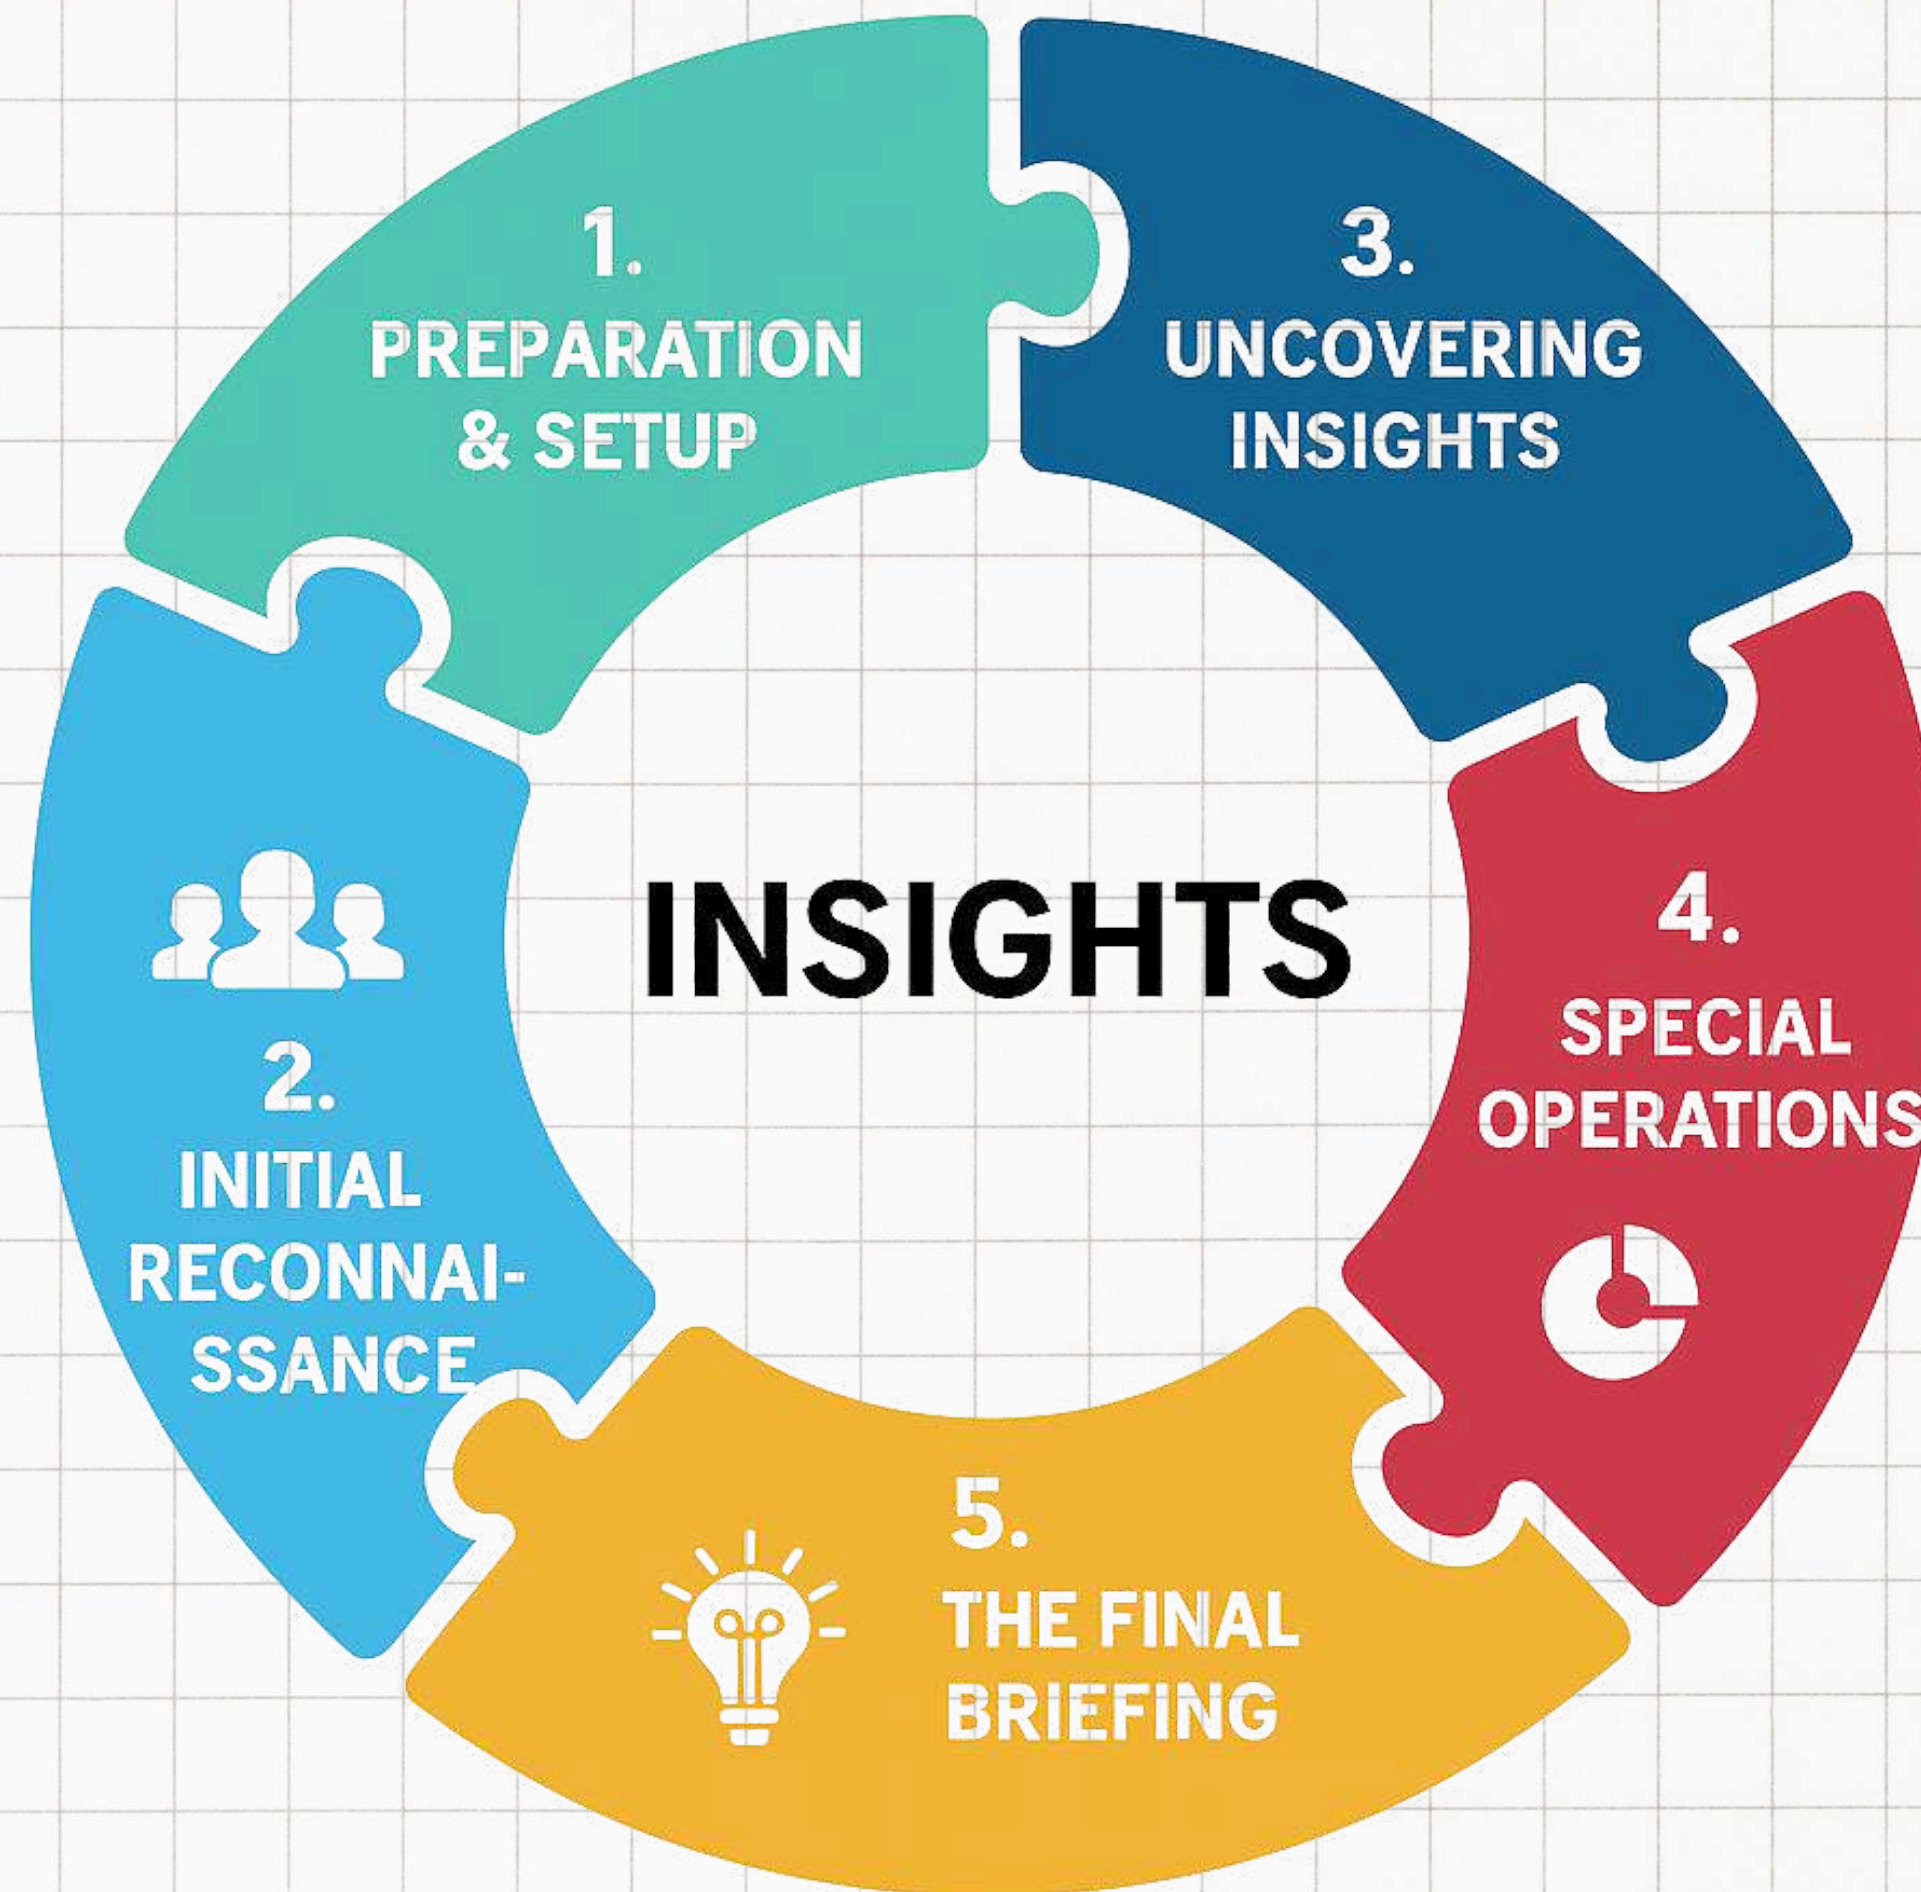 1.
PREPARATION
& SETUP
2.
INITIAL
RECONNAI-
SSANCE
3.
UNCOVERING
INSIGHTS
4.
SPECIAL
OPERATIONS
5.
THE FINAL
BRIEFING
INSIGHTS